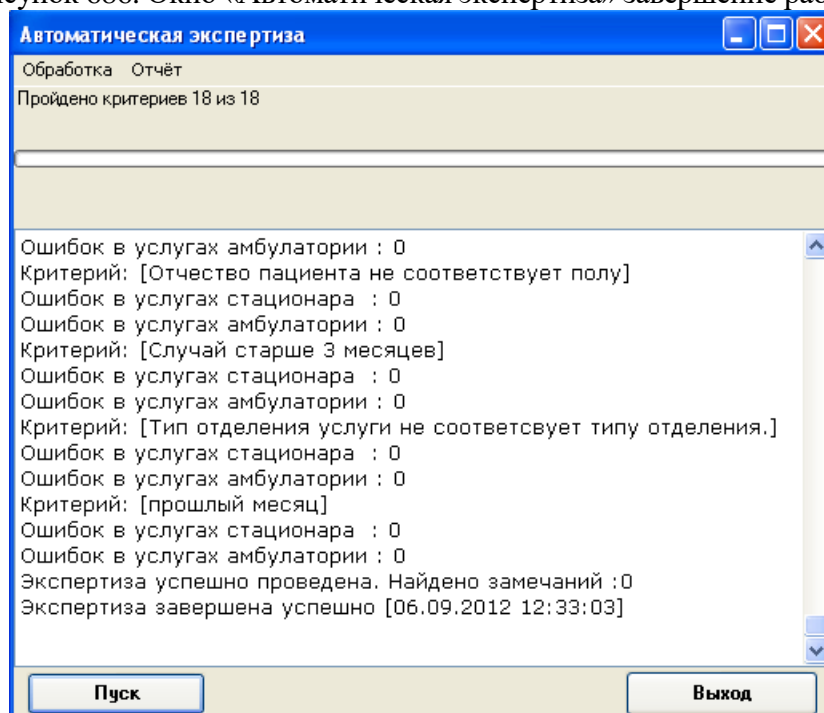 Окно «Автоматическая экспертиза» завершение
Автоматическая экспертиза
Обработка Отчёт
Пройдено критериев 18 из 18
Ошибок в услугах амбулатории : 0
Критерий: [Отчество пациента не соответствует полу]
Ошибок в услугах стационара : 0
Ошибок в услугах амбулатории : 0
Критерий: [Случай старше 3 месяцев]
Ошибок в услугах стационара : 0
Ошибок в услугах амбулатории : 0
Критерий: [Тип отделения услуги не соответсвует типу отделения.]
Ошибок в услугах стационара : 0
Ошибок в услугах амбулатории : 0
Критерий: [прошлый месяц]
Ошибок в услугах стационара : 0
Ошибок в услугах амбулатории : 0
Экспертиза успешно проведена. Найдено замечаний :0
Экспертиза завершена успешно [06.09.2012 12:33:03]
Пуск Выход